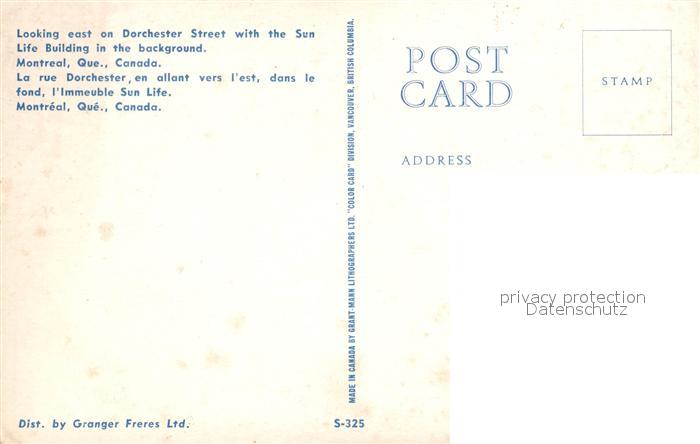 Looking east on Dorchester Street with the Sun
Life Building in the background.
Montreal, Que., Canada.
La rue Dorchester, en allant vers l'est, dans le
fond, l'Immeuble Sun Life.
Montréal, Qué., Canada.
Dist. by Granger Freres Ltd.
S-325
MADE IN CANADA BY GRANT-MANN LITHOGRAPHERS LTD. "COLOR CARD" DIVISION, VANCOUVER, BRITISH COLUMBIA.
POST
CARD
STAMP
ADDRESS
privacy protection
Datenschutz